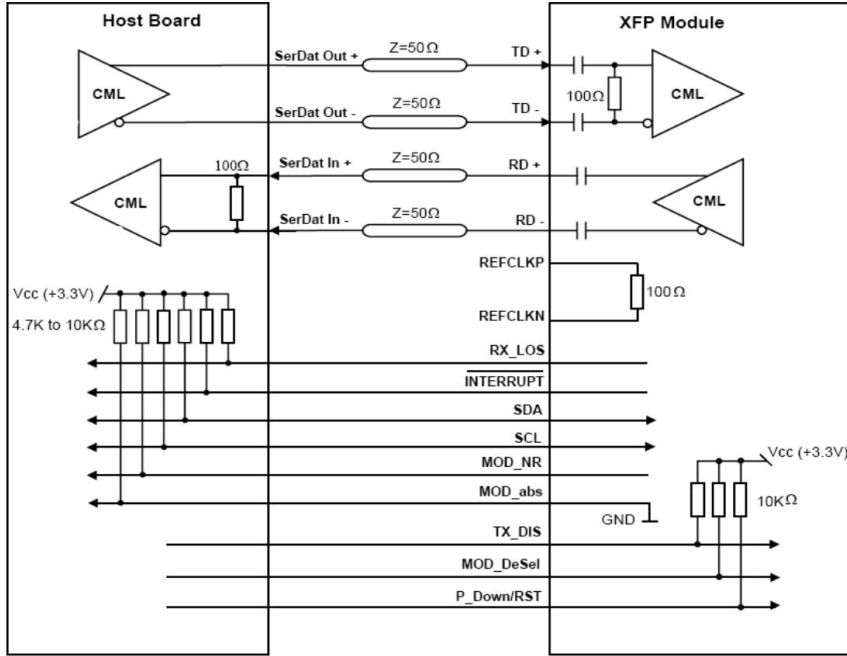 Host Board
XFP Module
SerDat Out +
Z=50Ω
TD +
CML
100Ω
CML
SerDat Out -
Z=50Ω
TD -
SerDat In +
Z=50Ω
RD +
100Ω
CML
CML
SerDat In -
Z=50Ω
RD -
REFCLKP
100Ω
Vcc (+3.3V)
4.7K to 10KΩ
REFCLKN
RX_LOS
INTERRUPT
SDA
SCL
Vcc (+3.3V)
MOD_NR
MOD_abs
10KΩ
GND
TX_DIS
MOD_DeSel
P_Down/RST